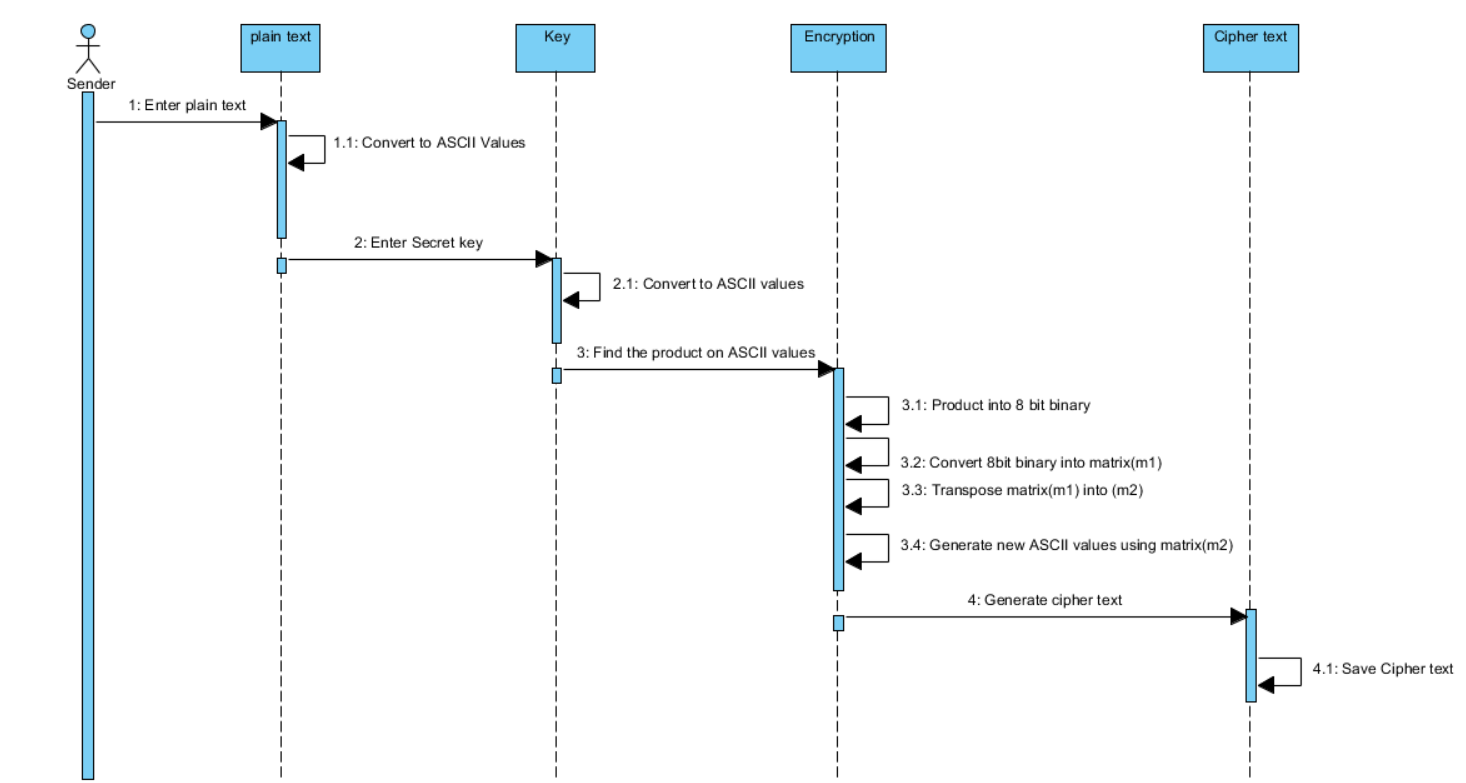 plain text
Key
Encryption
Cipher text
Sender
1: Enter plain text
1.1: Convert to ASCII Values
2: Enter Secret key
2.1: Convert to ASCII values
3: Find the product on ASCII values
3.1: Product into 8 bit binary
3.2: Convert 8bit binary into matrix(m1)
3.3: Transpose matrix(m1) into (m2)
3.4: Generate new ASCII values using matrix(m2)
4: Generate cipher text
4.1: Save Cipher text